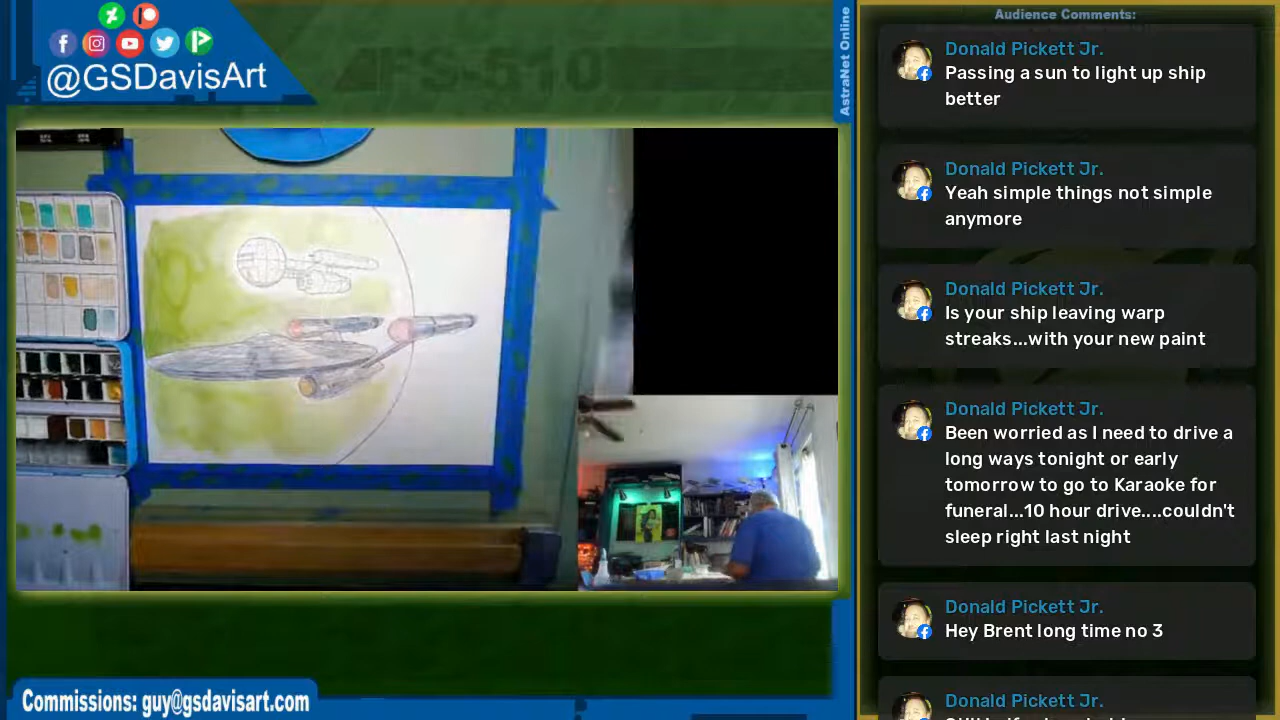 @GSDavisArt
AstraNet Online
Audience Comments:
Donald Pickett Jr.
Passing a sun to light up ship
better
Donald Pickett Jr.
Yeah simple things not simple
anymore
Donald Pickett Jr.
Is your ship leaving warp
streaks...with your new paint
Donald Pickett Jr.
Been worried as I need to drive a
long ways tonight or early
tomorrow to go to Karaoke for
funeral...10 hour drive....couldn't
sleep right last night
Donald Pickett Jr.
Hey Brent long time no 3
Donald Pickett Jr.
Commissions: guy@gsdavisart.com